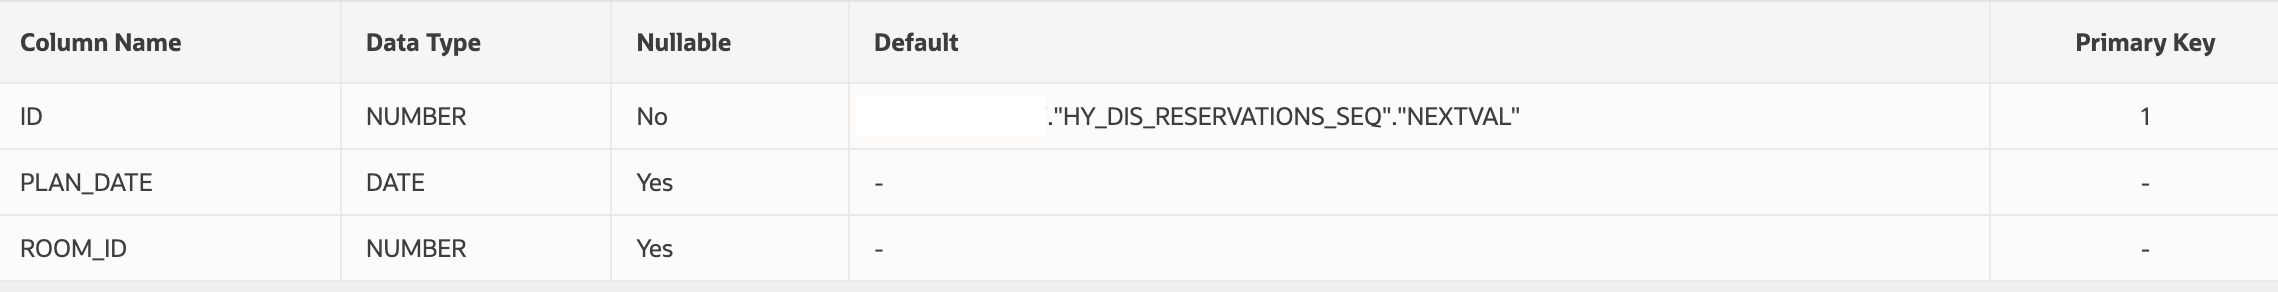 Column Name Data Type Nullable Default Primary Key
ID NUMBER No "."HY_DIS_RESERVATIONS_SEQ"."NEXTVAL" 1
PLAN_DATE DATE Yes - -
ROOM_ID NUMBER Yes - -